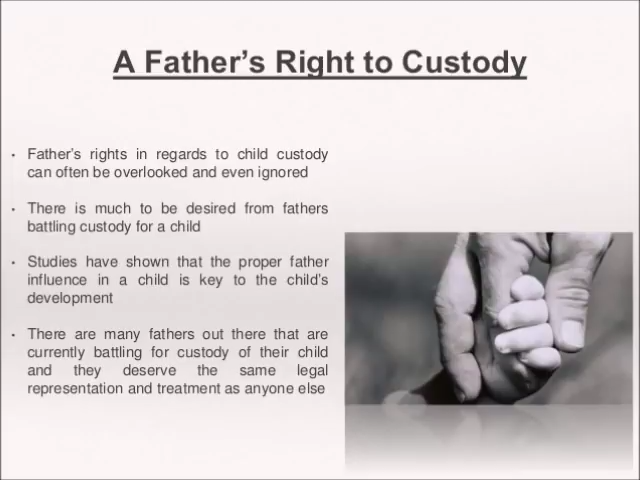 A Father’s Right to Custody
• Father’s rights in regards to child custody
can often be overlooked and even ignored
• There is much to be desired from fathers
battling custody for a child
• Studies have shown that the proper father
influence in a child is key to the child’s
development
• There are many fathers out there that are
currently battling for custody of their child
and they deserve the same legal
representation and treatment as anyone else